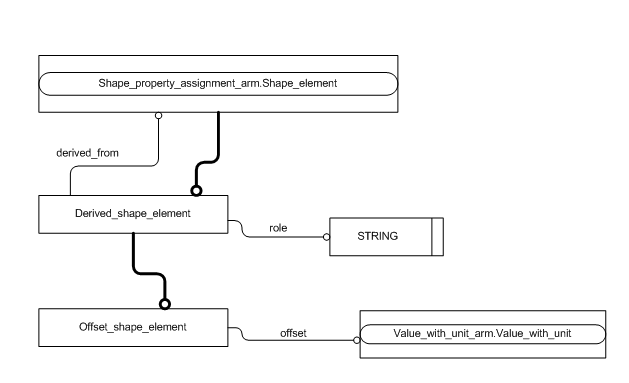 Shape_property_assignment_arm.Shape_element
derived_from
Derived_shape_element
role
STRING
Offset_shape_element
offset
Value_with_unit_arm.Value_with_unit